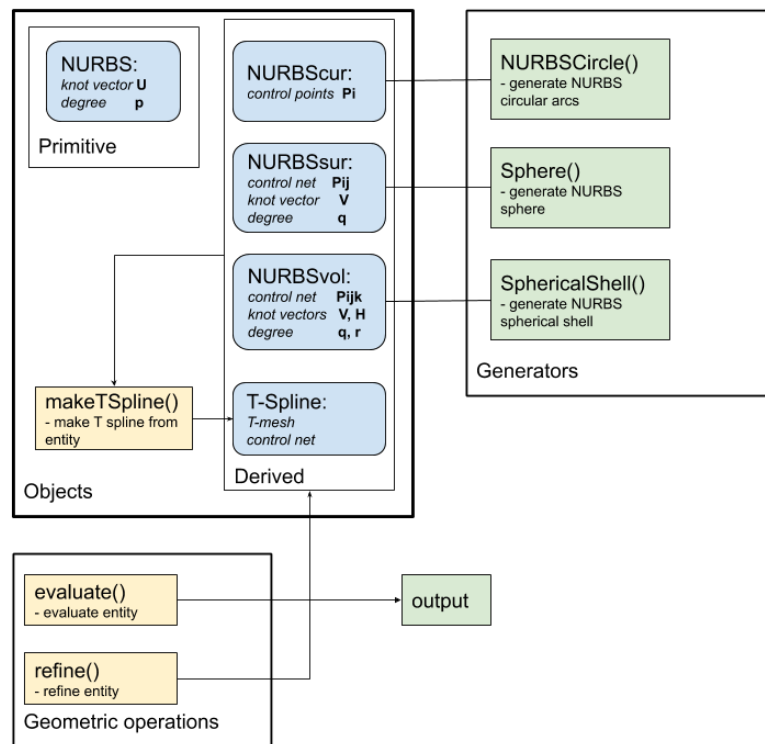 NURBS:
knot vector U
degree p
Primitive
NURBScur:
control points Pi
NURBSsur:
control net Pij
knot vector V
degree q
NURBSvol:
control net Pijk
knot vectors V, H
degree q, r
makeTSpline()
- make T spline from
entity
T-Spline:
T-mesh
control net
Derived
Objects
NURBSCircle()
- generate NURBS
circular arcs
Sphere()
- generate NURBS
sphere
SphericalShell()
- generate NURBS
spherical shell
Generators
evaluate()
- evaluate entity
output
refine()
- refine entity
Geometric operations